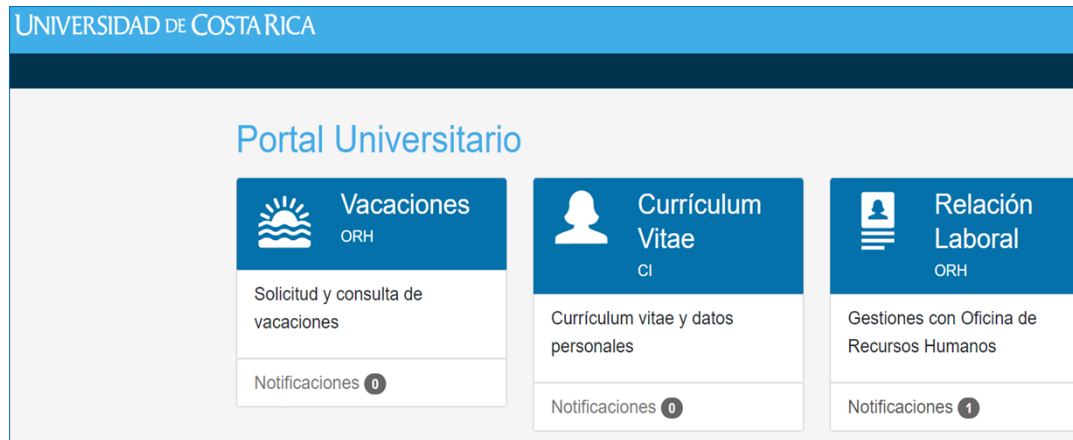 UNIVERSIDAD DE COSTA RICA
Portal Universitario
Vacaciones
ORH
Solicitud y consulta de
vacaciones
Notificaciones 0
Currículum
Vitae
CI
Currículum vitae y datos
personales
Notificaciones 0
Relación
Laboral
ORH
Gestiones con Oficina de
Recursos Humanos
Notificaciones 1